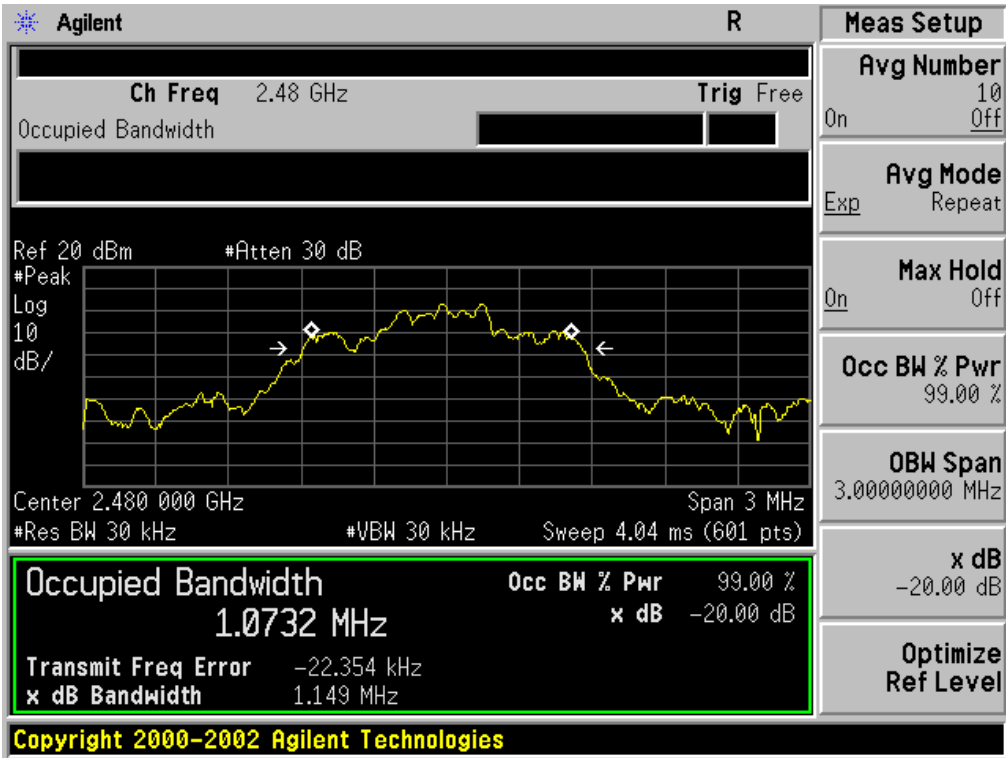 Agilent R Meas Setup
Ch Freq 2.48 GHz Trig Free
Occupied Bandwidth
Ref 20 dBm #Atten 30 dB
#Peak
Log
10
dB/
Center 2.480 000 GHz Span 3 MHz
#Res BW 30 kHz #VBW 30 kHz Sweep 4.04 ms (601 pts)
Occupied Bandwidth Occ BW % Pwr 99.00 %
1.0732 MHz x dB -20.00 dB
Transmit Freq Error -22.354 kHz
x dB Bandwidth 1.149 MHz
Copyright 2000-2002 Agilent Technologies
Avg Number
10
On Off
Avg Mode
Exp Repeat
Max Hold
On Off
Occ BW % Pwr
99.00 %
OBW Span
3.00000000 MHz
x dB
-20.00 dB
Optimize
Ref Level